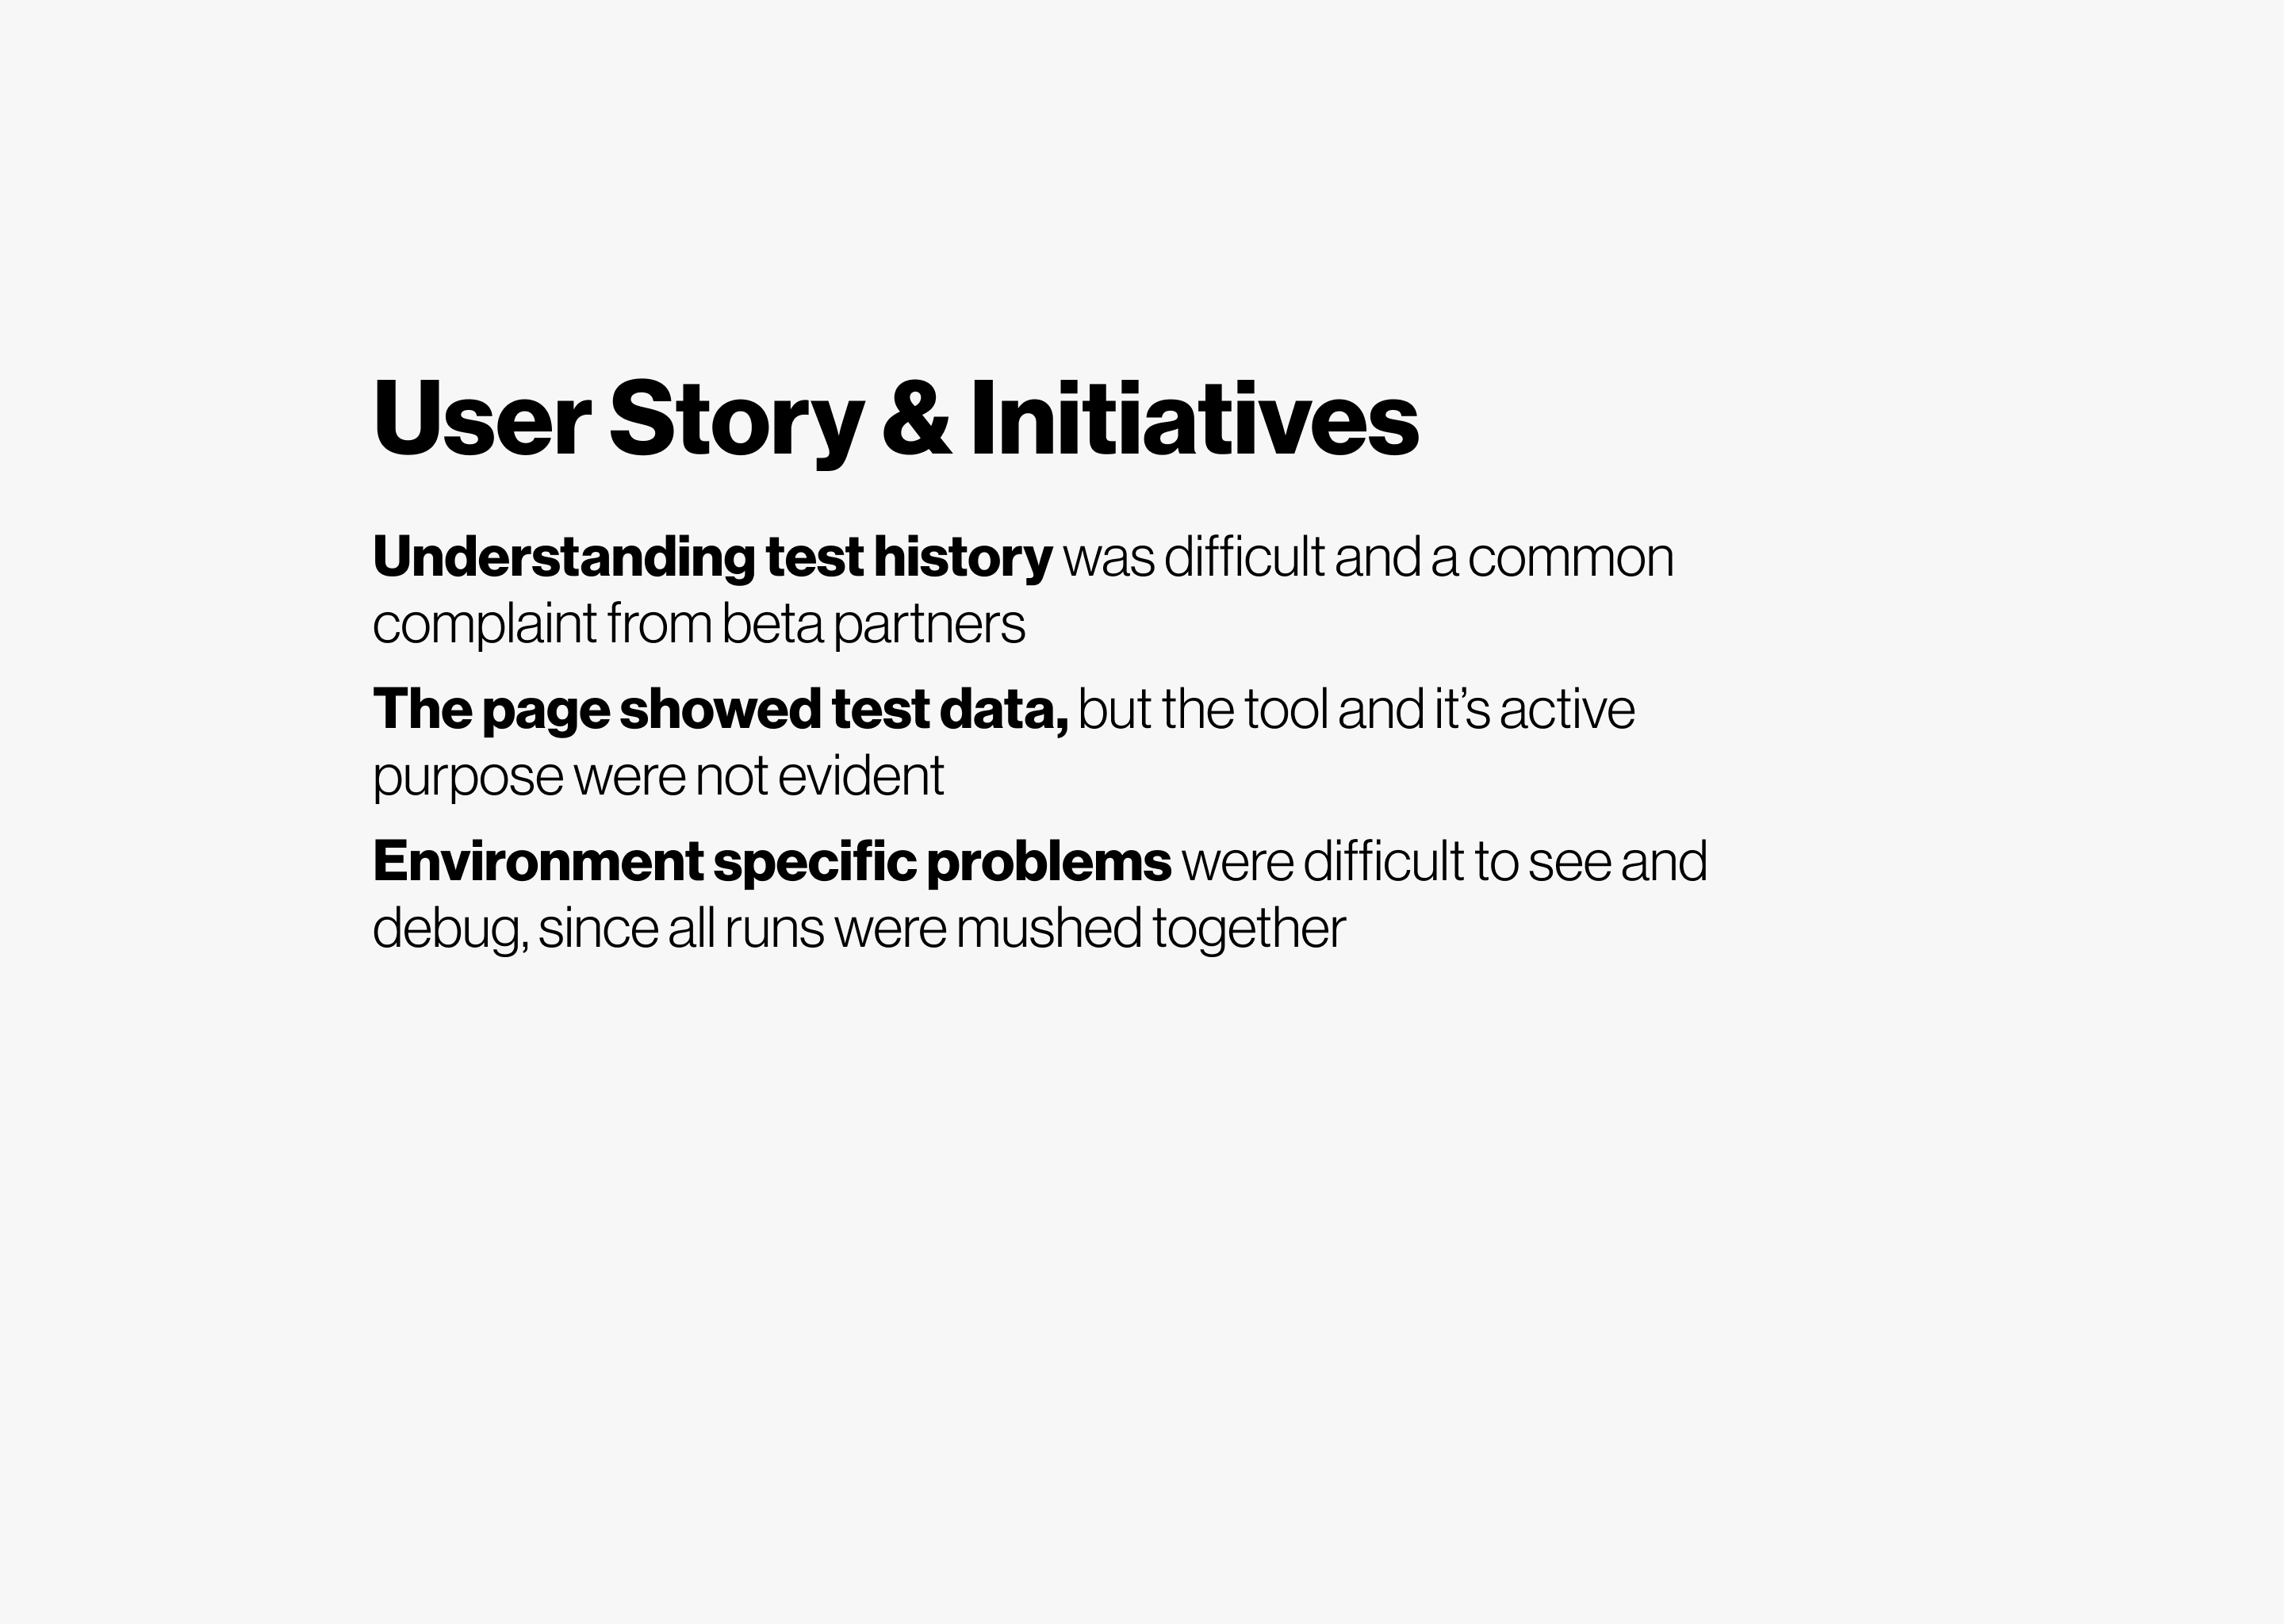 User Story & Initiatives
Understanding test history was difficult and a common
complaint from beta partners
The page showed test data, but the tool and it’s active
purpose were not evident
Environment specific problems were difficult to see and
debug, since all runs were mushed together